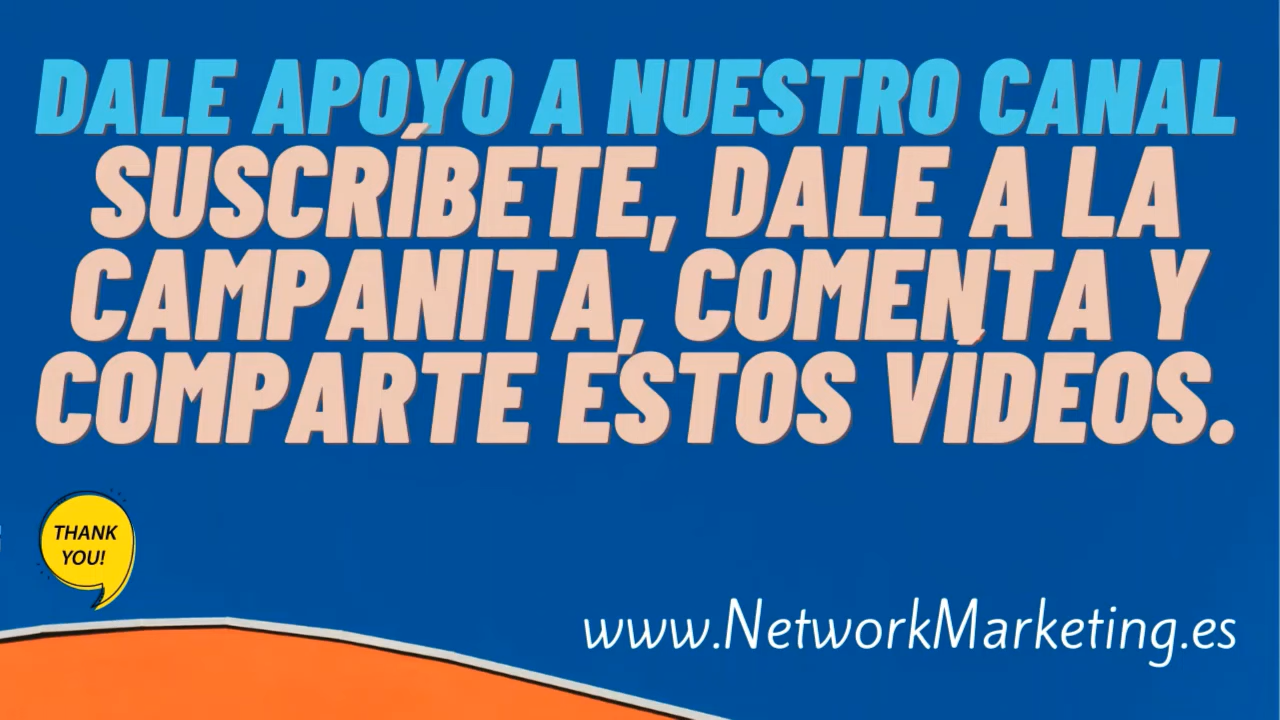 DALE APOYO A NUESTRO CANAL
SUSCRÍBETE, DALE A LA
CAMPANITA, COMENTA Y
COMPARTE ESTOS VÍDEOS.
THANK
YOU!
www.NetworkMarketing.es